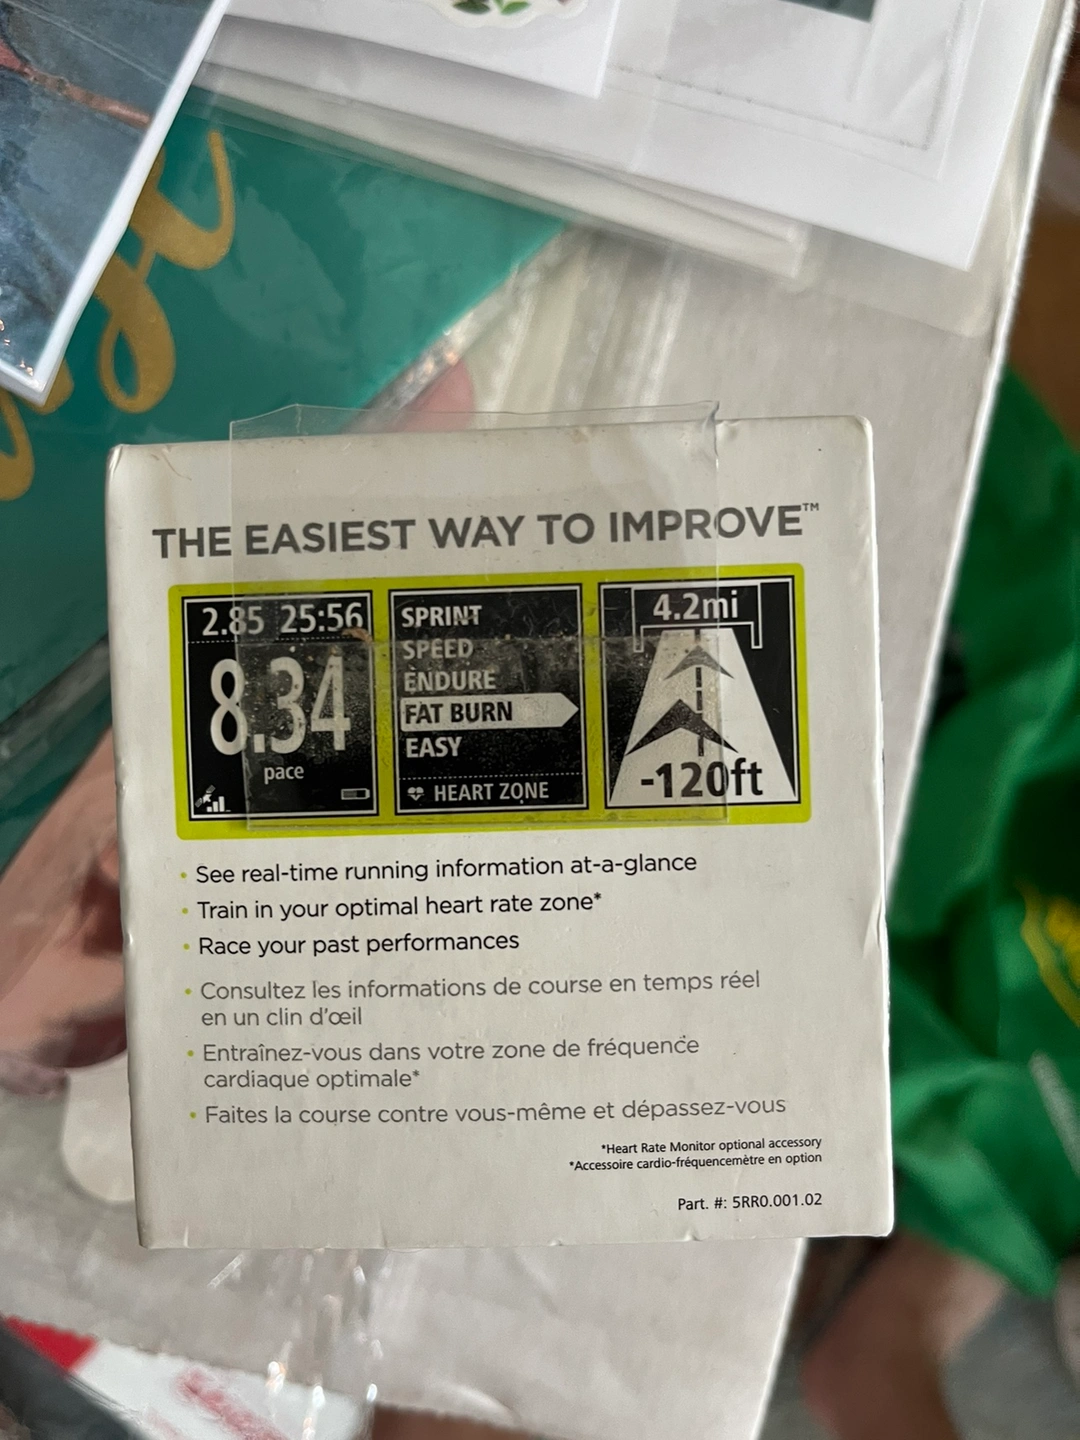 THE EASIEST WAY TO IMPROVE™
2.85 25:56
8.34
pace
SPRINT
SPEED
ENDURE
FAT BURN
EASY
HEART ZONE
4.2mi
-120ft
• See real-time running information at-a-glance
• Train in your optimal heart rate zone*
• Race your past performances
• Consultez les informations de course en temps réel
en un clin d'œil
• Entraînez-vous dans votre zone de fréquence
cardiaque optimale*
• Faites la course contre vous-même et dépassez-vous
*Heart Rate Monitor optional accessory
*Accessoire cardio-fréquencemètre en option
Part. #: 5RR0.001.02